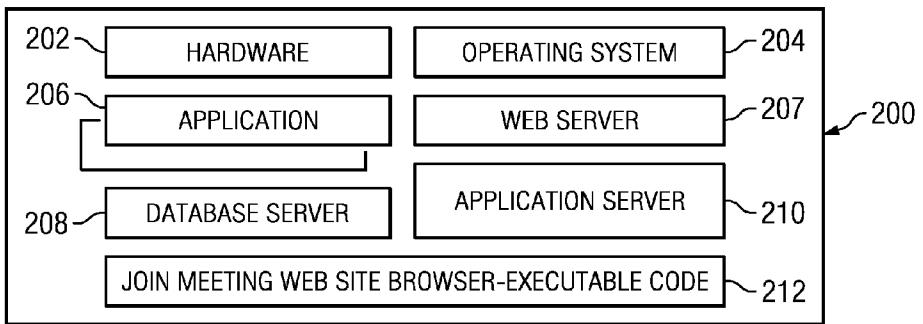 202 HARDWARE OPERATING SYSTEM 204
206 APPLICATION WEB SERVER 207 200
208 DATABASE SERVER APPLICATION SERVER 210
JOIN MEETING WEB SITE BROWSER-EXECUTABLE CODE 212